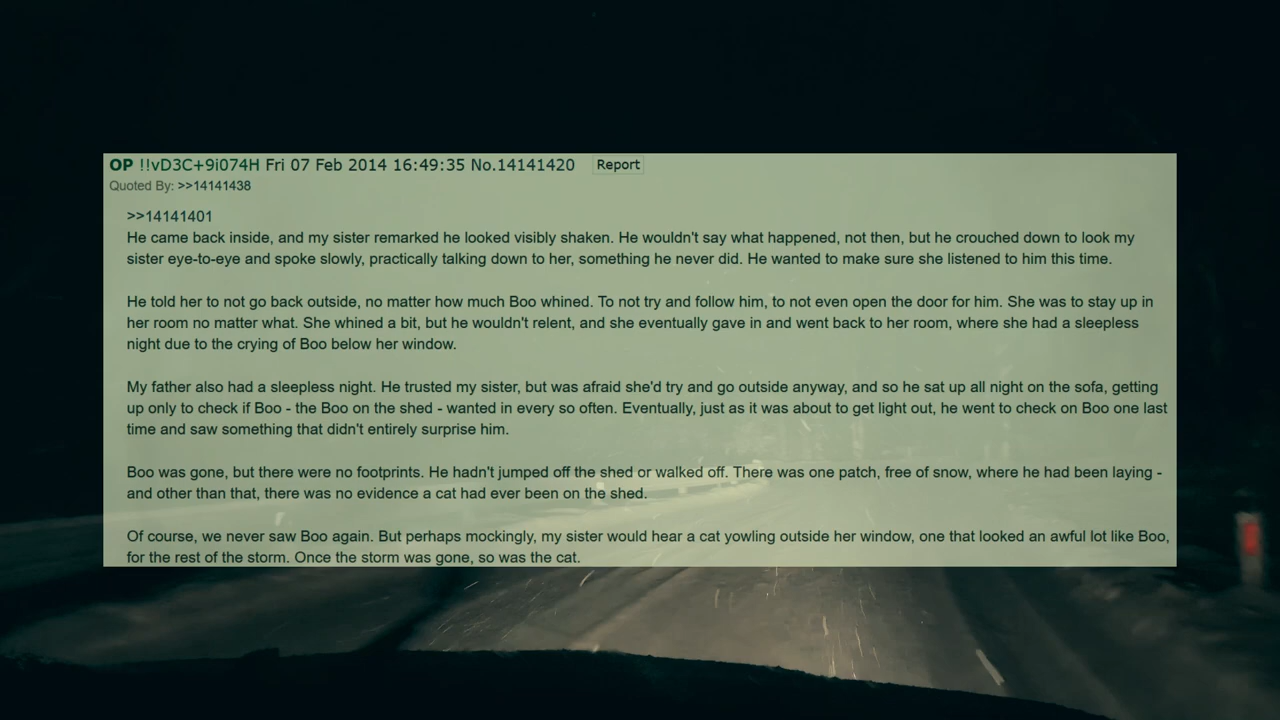 OP !!vD3C+9i074H Fri 07 Feb 2014 16:49:35 No.14141420 Report
Quoted By: >>14141438
>>14141401
He came back inside, and my sister remarked he looked visibly shaken. He wouldn't say what happened, not then, but he crouched down to look my
sister eye-to-eye and spoke slowly, practically talking down to her, something he never did. He wanted to make sure she listened to him this time.
He told her to not go back outside, no matter how much Boo whined. To not try and follow him, to not even open the door for him. She was to stay up in
her room no matter what. She whined a bit, but he wouldn't relent, and she eventually gave in and went back to her room, where she had a sleepless
night due to the crying of Boo below her window.
My father also had a sleepless night. He trusted my sister, but was afraid she'd try and go outside anyway, and so he sat up all night on the sofa, getting
up only to check if Boo - the Boo on the shed - wanted in every so often. Eventually, just as it was about to get light out, he went to check on Boo one last
time and saw something that didn't entirely surprise him.
Boo was gone, but there were no footprints. He hadn't jumped off the shed or walked off. There was one patch, free of snow, where he had been laying -
and other than that, there was no evidence a cat had ever been on the shed.
Of course, we never saw Boo again. But perhaps mockingly, my sister would hear a cat yowling outside her window, one that looked an awful lot like Boo,
for the rest of the storm. Once the storm was gone, so was the cat.